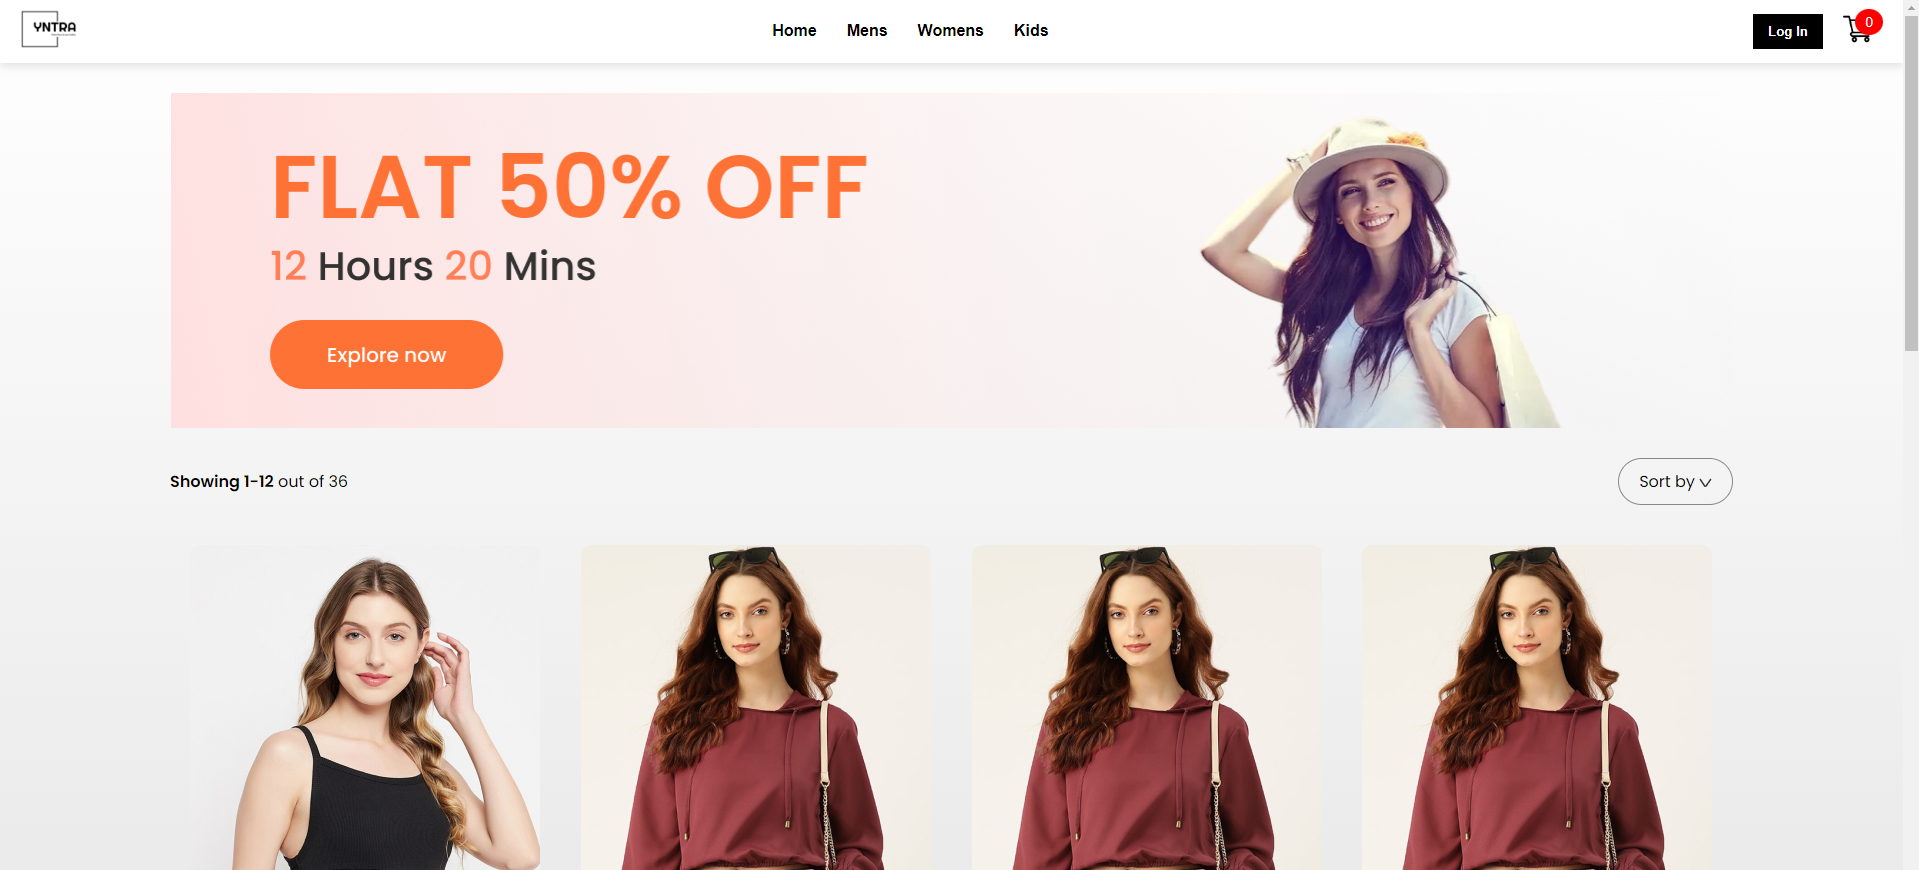 YNTRA
Home Mens Womens Kids
Log In
0
FLAT 50% OFF
12 Hours 20 Mins
Explore now
Showing 1-12 out of 36
Sort by